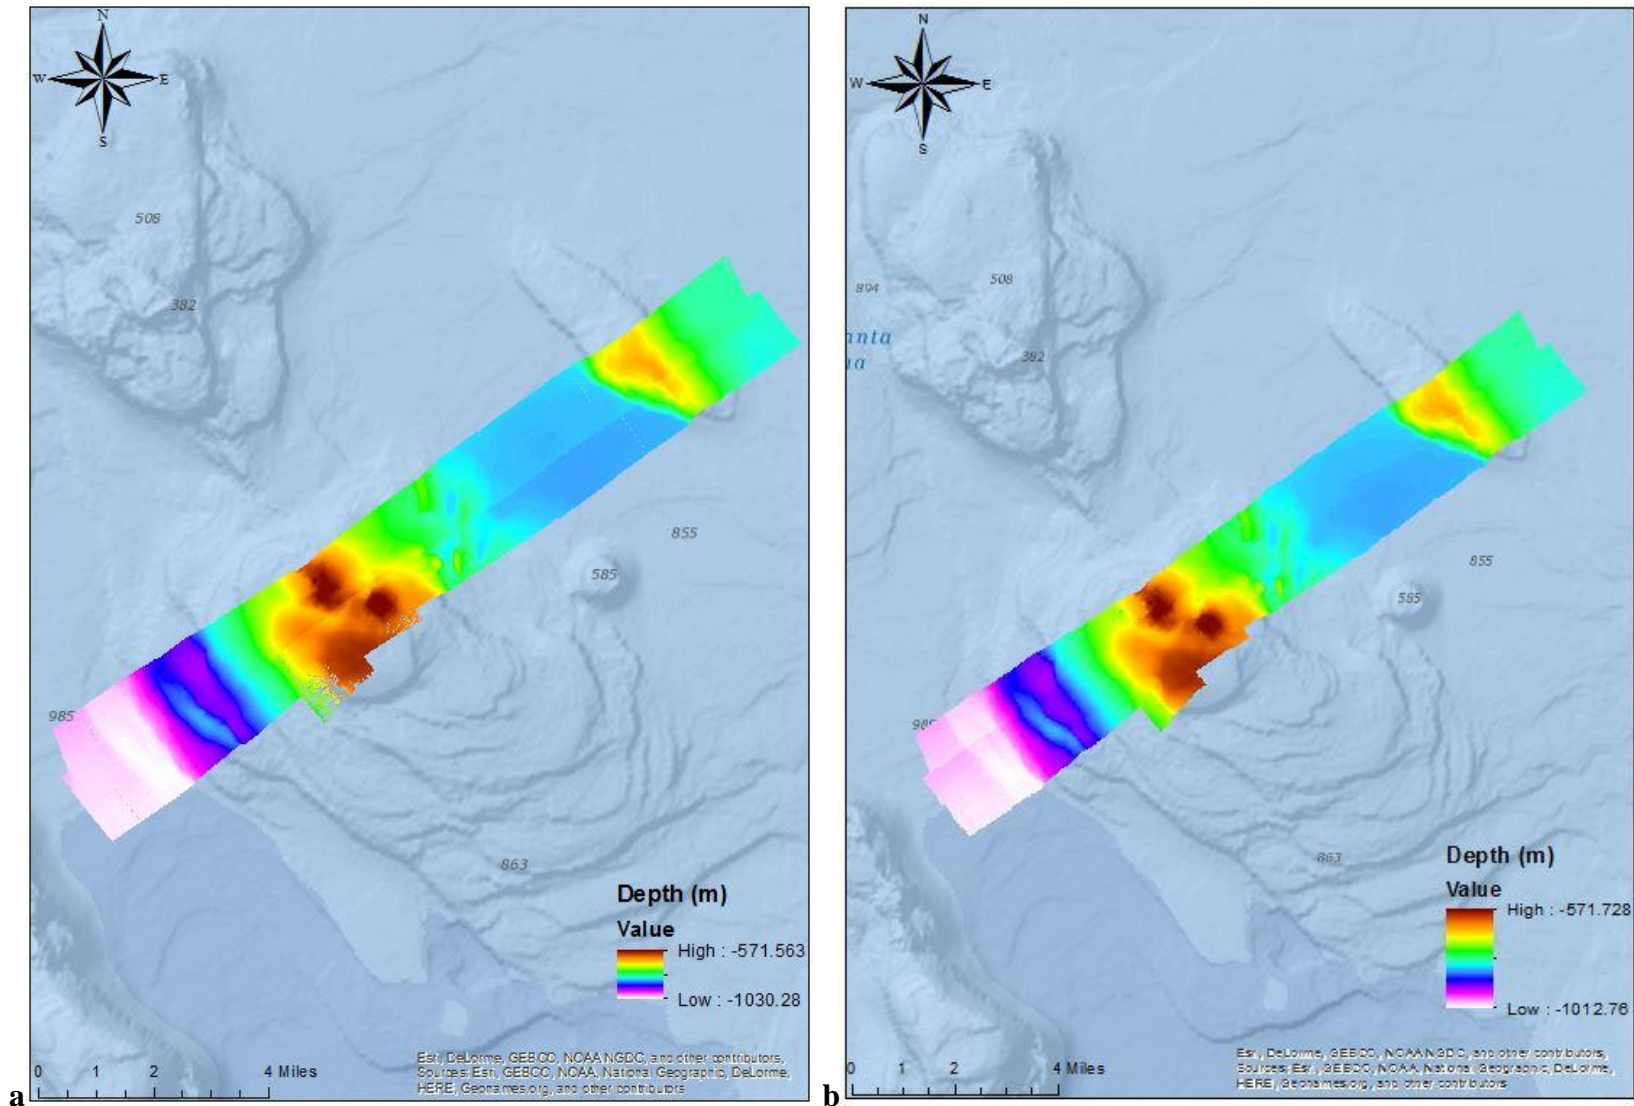 N
W E
S
508
382
985
855
585
863
Depth (m)
Value
High : -571.563
Low : -1030.28
Esri, DeLorme, GEBCO, NOAA NGDC, and other contributors,
Sources: Esri, GEBCO, NOAA, National Geographic, DeLorme,
HERE, Geonames.org, and other contributors
0 1 2 4 Miles
a
N
W E
S
894
508
anta
382
855
585
863
Depth (m)
Value
High : -571.728
Low : -1012.76
Esri, DeLorme, GEBCO, NOAA NGDC, and other contributors,
Sources: Esri, GEBCO, NOAA, National Geographic, DeLorme,
HERE, Geonames.org, and other contributors
0 1 2 4 Miles
b